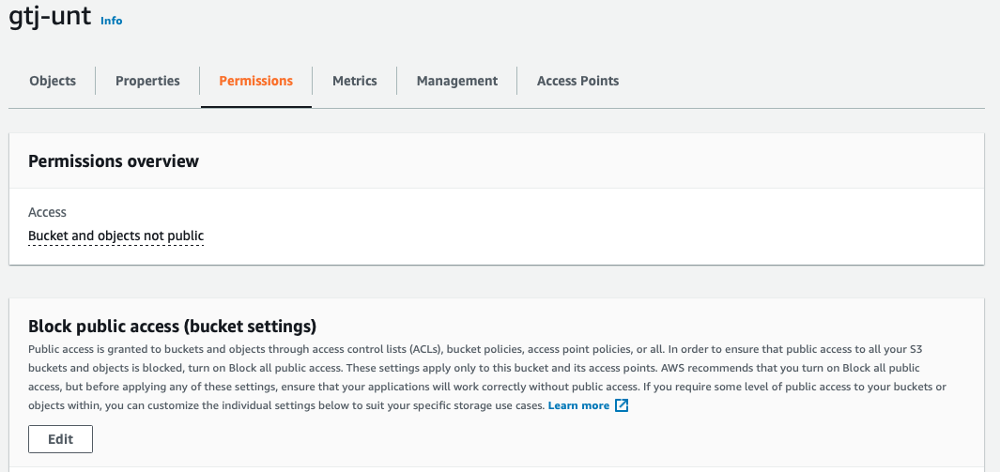 gtj-unt Info
Objects Properties Permissions Metrics Management Access Points
Permissions overview
Access
Bucket and objects not public
Block public access (bucket settings)
Public access is granted to buckets and objects through access control lists (ACLs), bucket policies, access point policies, or all. In order to ensure that public access to all your S3
buckets and objects is blocked, turn on Block all public access. These settings apply only to this bucket and its access points. AWS recommends that you turn on Block all public
access, but before applying any of these settings, ensure that your applications will work correctly without public access. If you require some level of public access to your buckets or
objects within, you can customize the individual settings below to suit your specific storage use cases. Learn more
Edit